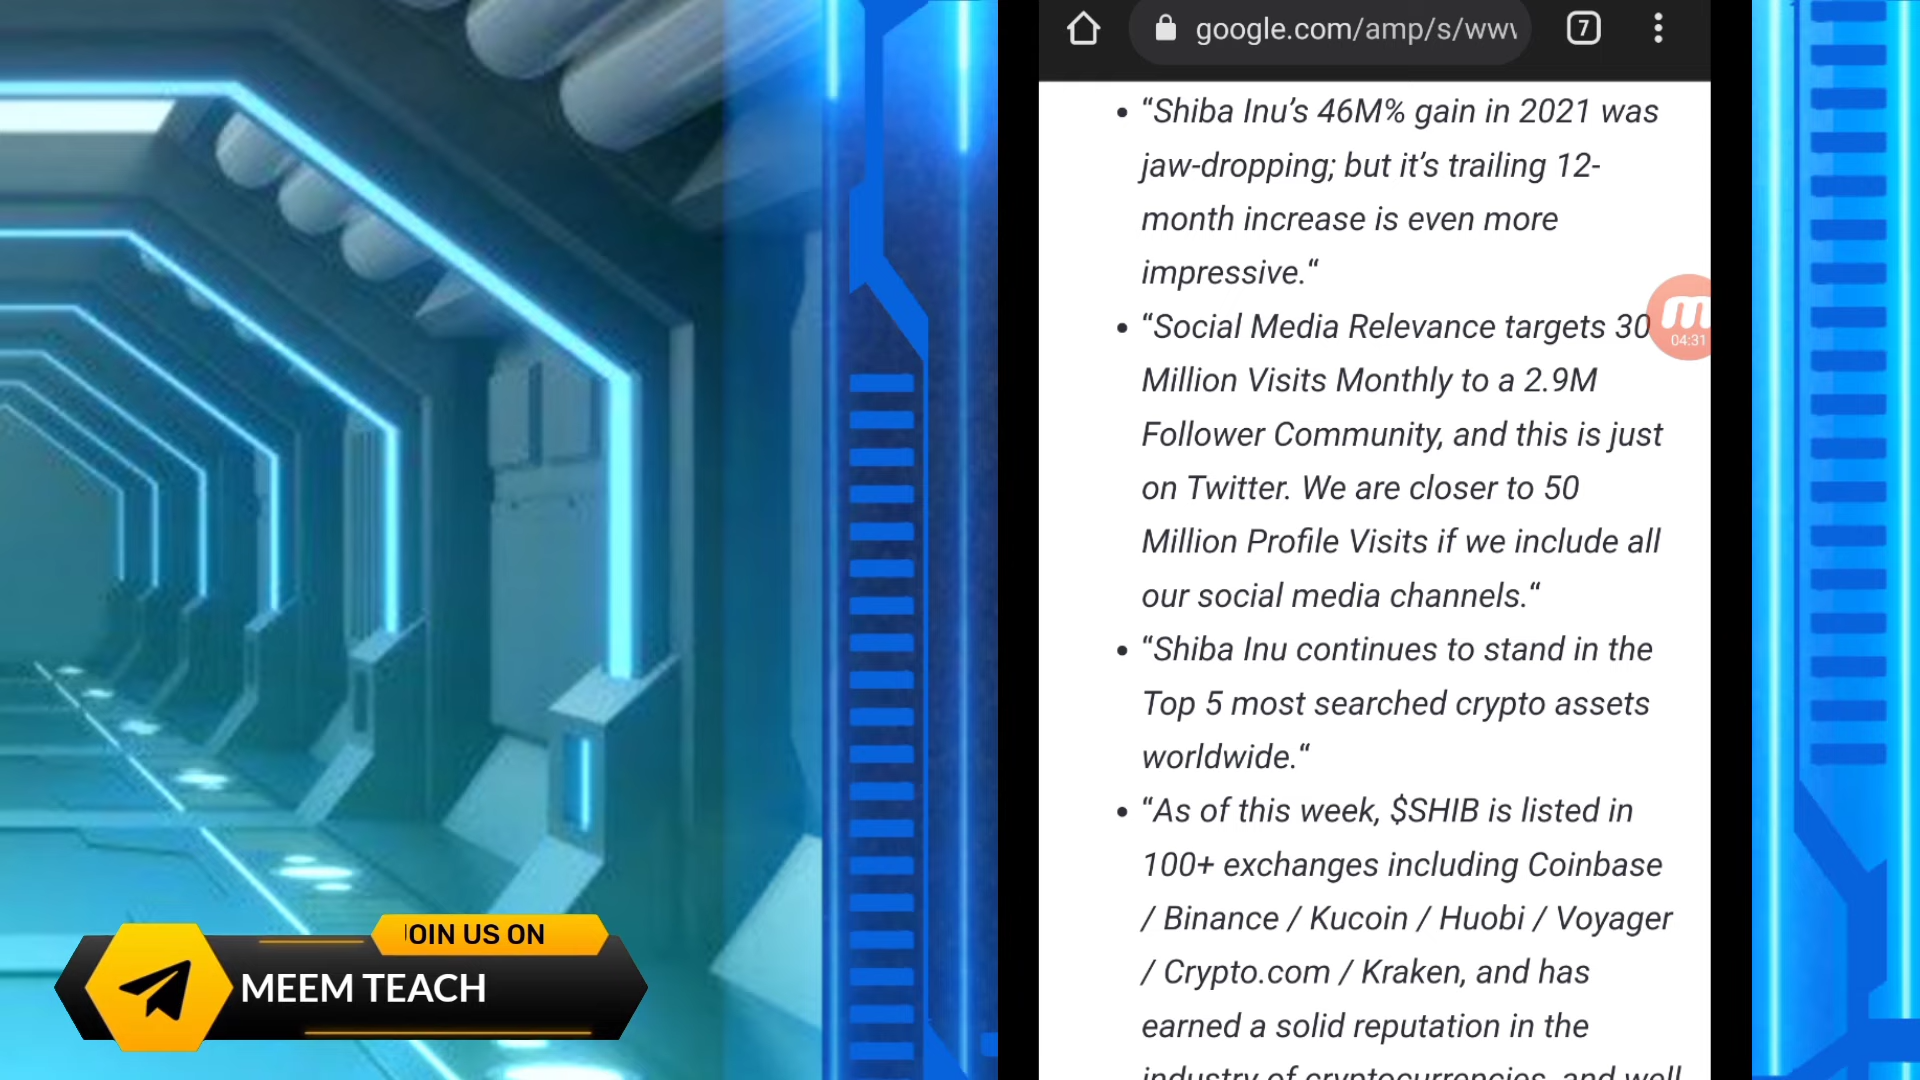 google.com/amp/s/www
7
• “Shiba Inu’s 46M% gain in 2021 was
jaw-dropping; but it’s trailing 12-
month increase is even more
impressive.“
• “Social Media Relevance targets 30
Million Visits Monthly to a 2.9M
Follower Community, and this is just
on Twitter. We are closer to 50
Million Profile Visits if we include all
our social media channels.“
• “Shiba Inu continues to stand in the
Top 5 most searched crypto assets
worldwide.“
• “As of this week, $SHIB is listed in
100+ exchanges including Coinbase
/ Binance / Kucoin / Huobi / Voyager
/ Crypto.com / Kraken, and has
earned a solid reputation in the
industry of cryptocurrencies, and well
m
04:31
OIN US ON
MEEM TEACH